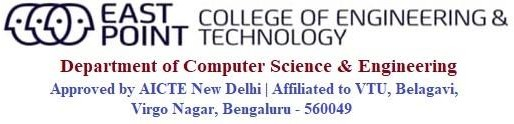 EAST POINT COLLEGE OF ENGINEERING & TECHNOLOGY
Department of Computer Science & Engineering
Approved by AICTE New Delhi | Affiliated to VTU, Belagavi,
Virgo Nagar, Bengaluru - 560049